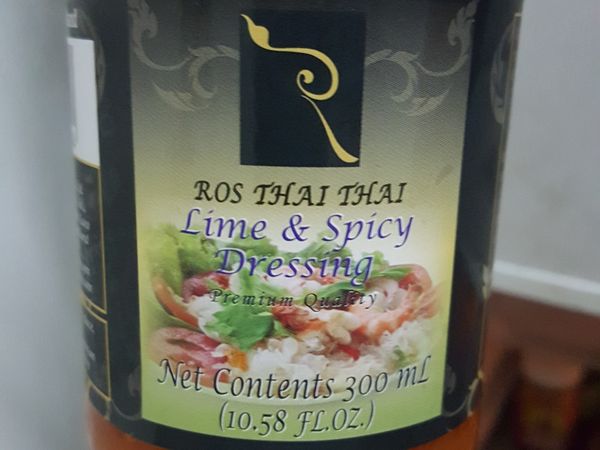 ROS THAI THAI
Lime & Spicy
Dressing
Premium Quality
Net Contents 300 mL
(10.58 FL.OZ.)